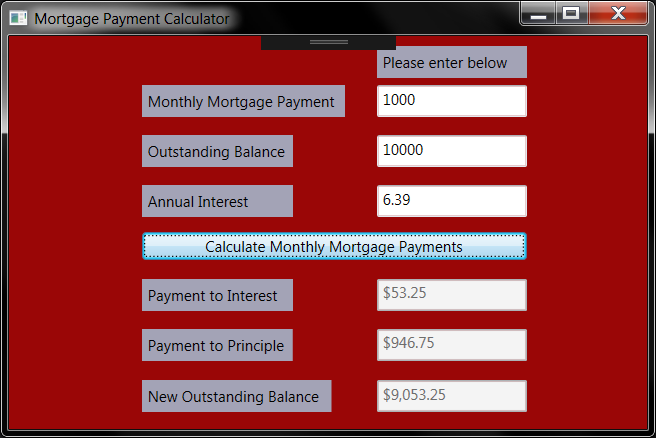 Mortgage Payment Calculator
Please enter below
Monthly Mortgage Payment 1000
Outstanding Balance 10000
Annual Interest 6.39
Calculate Monthly Mortgage Payments
Payment to Interest $53.25
Payment to Principle $946.75
New Outstanding Balance $9,053.25